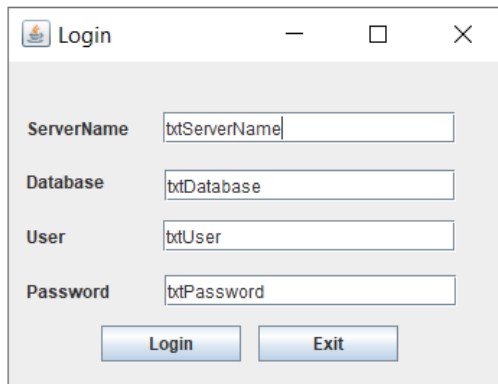 Login
ServerName txtServerName
Database txtDatabase
User txtUser
Password txtPassword
Login Exit